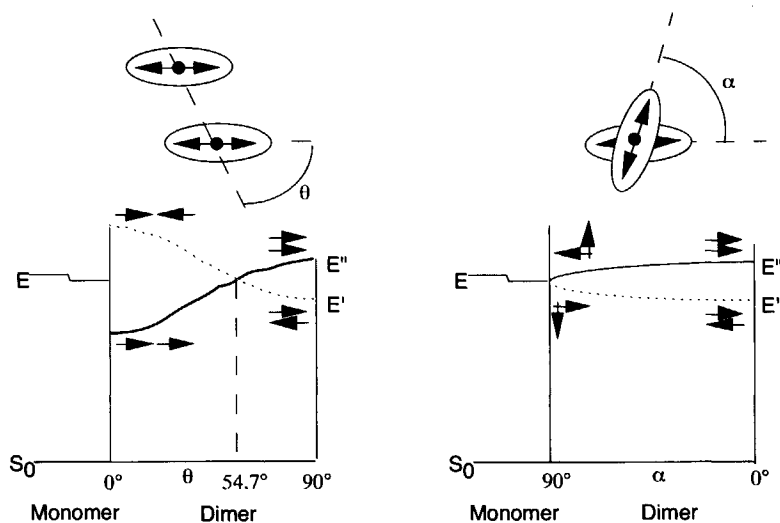 θ
α
E
E"
E'
S0
0° θ 54.7° 90°
Monomer Dimer
E
E"
E'
S0
90° α 0°
Monomer Dimer